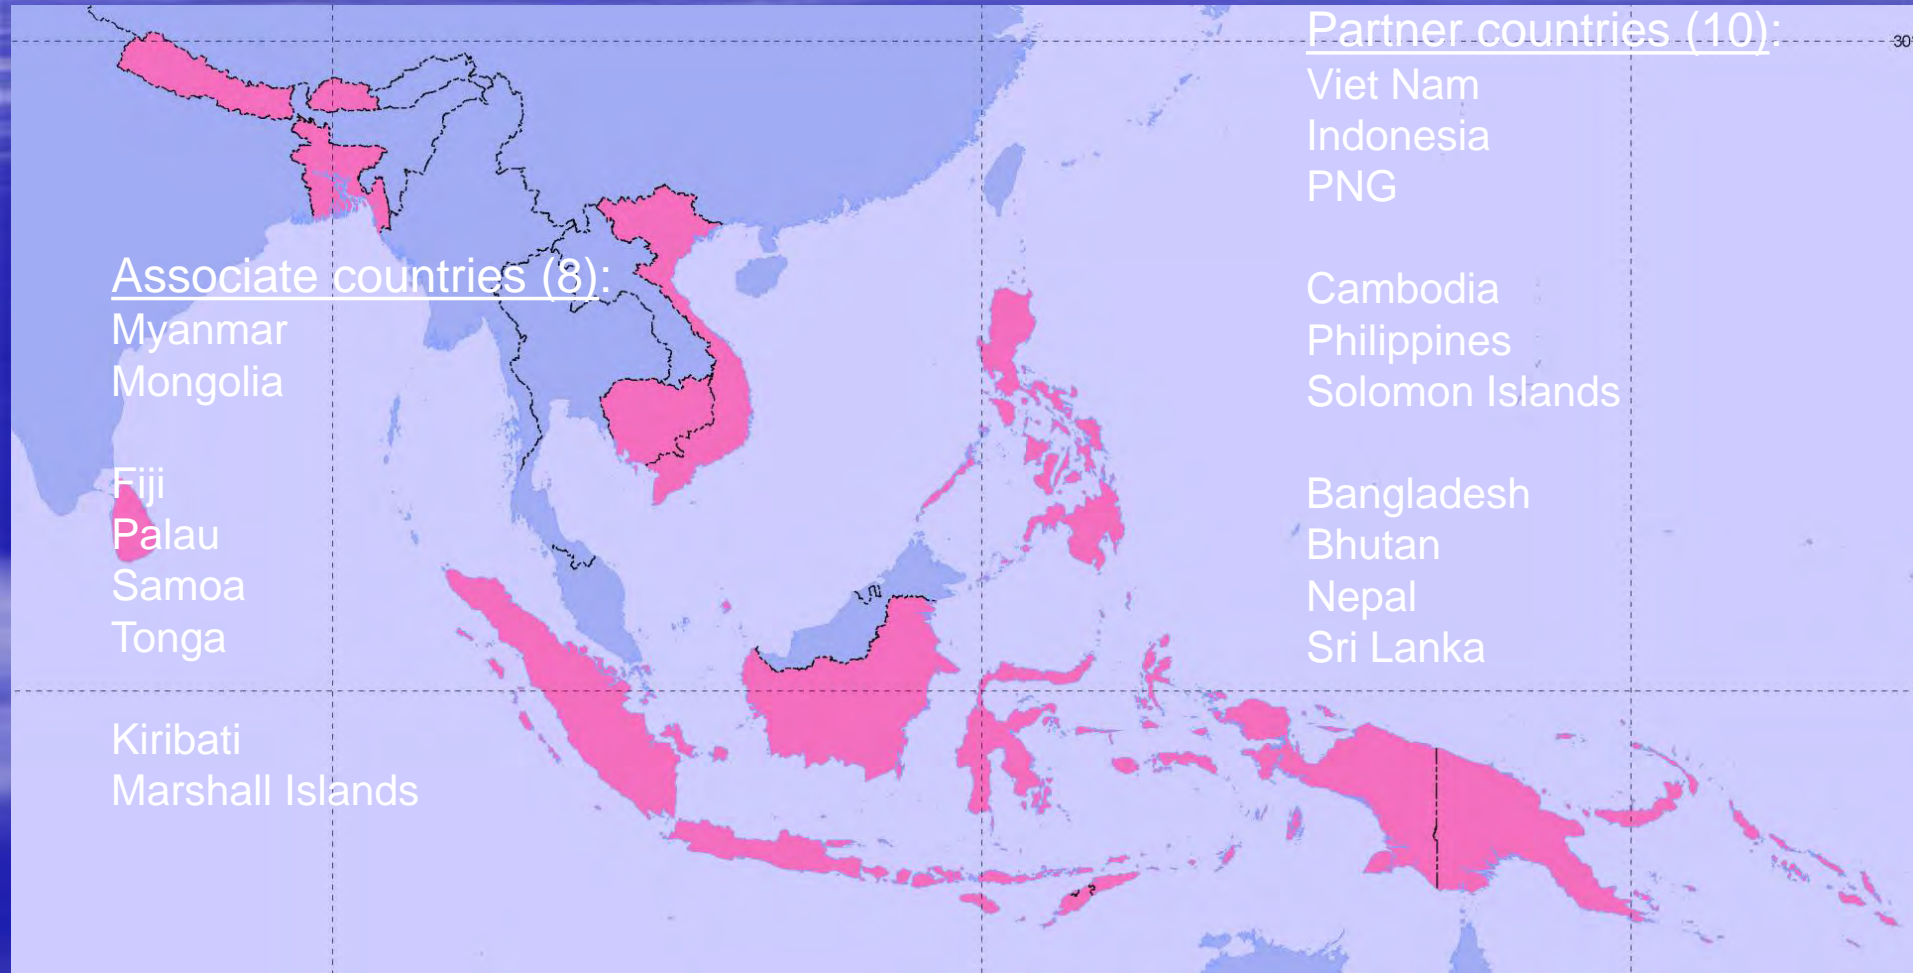 Partner countries (10):
Viet Nam
Indonesia
PNG
Cambodia
Philippines
Solomon Islands
Bangladesh
Bhutan
Nepal
Sri Lanka
Associate countries (8):
Myanmar
Mongolia
Fiji
Palau
Samoa
Tonga
Kiribati
Marshall Islands
30°